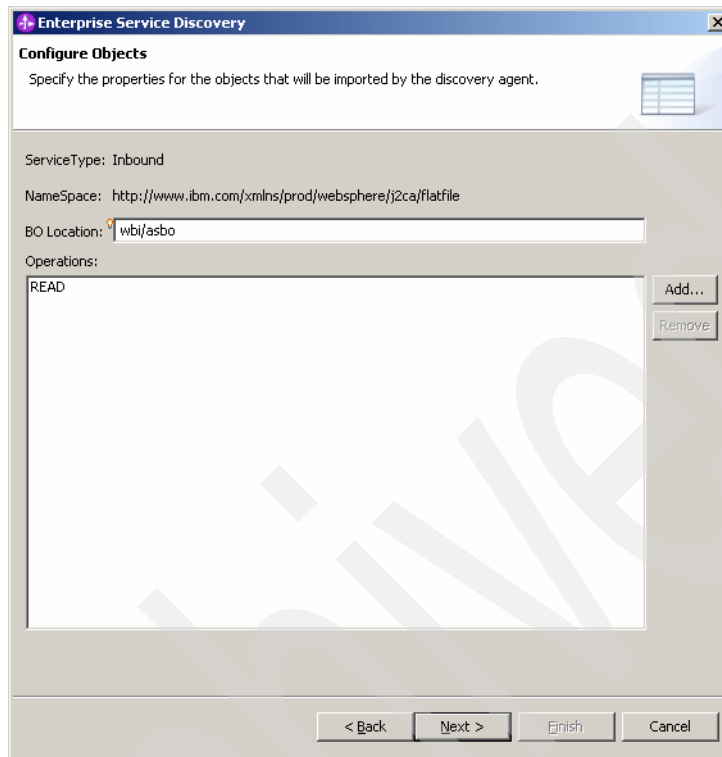 Enterprise Service Discovery
Configure Objects
Specify the properties for the objects that will be imported by the discovery agent.
ServiceType: Inbound
NameSpace: http://www.ibm.com/xmlns/prod/websphere/j2ca/flatfile
BO Location: wbi/asbo
Operations:
READ
Add...
Remove
< Back Next > Finish Cancel